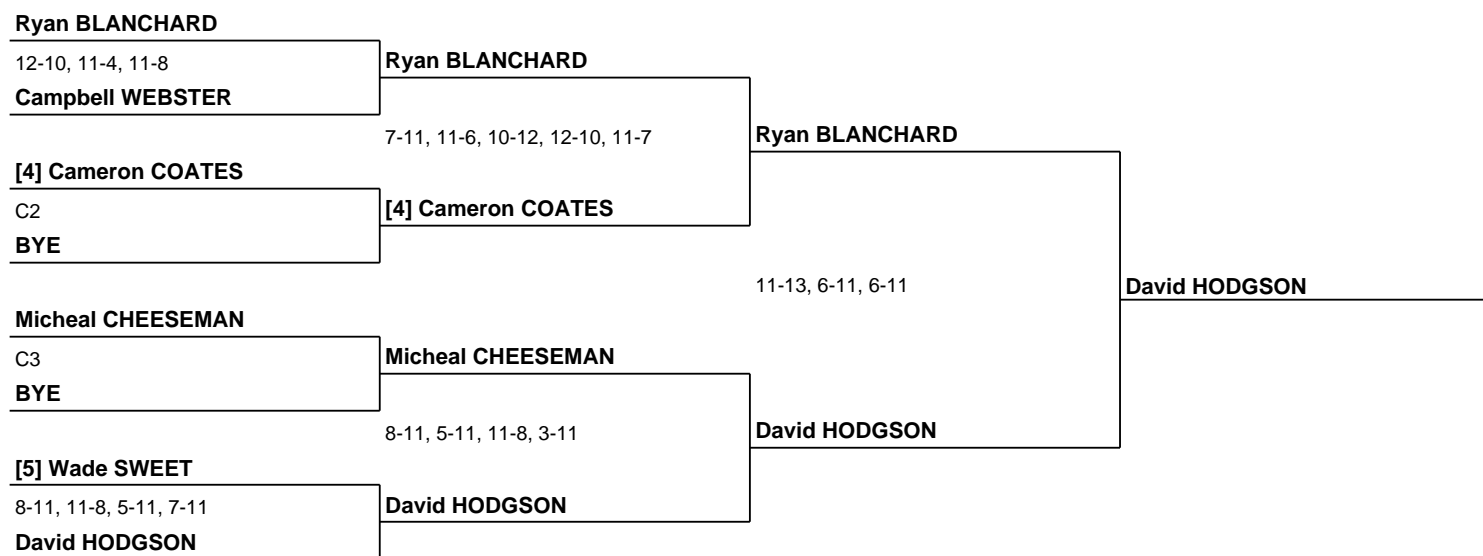 Ryan BLANCHARD
12-10, 11-4, 11-8
Campbell WEBSTER
[4] Cameron COATES
C2
BYE
Micheal CHEESEMAN
C3
BYE
[5] Wade SWEET
8-11, 11-8, 5-11, 7-11
David HODGSON
Ryan BLANCHARD
7-11, 11-6, 10-12, 12-10, 11-7
[4] Cameron COATES
Micheal CHEESEMAN
8-11, 5-11, 11-8, 3-11
David HODGSON
Ryan BLANCHARD
11-13, 6-11, 6-11
David HODGSON
David HODGSON